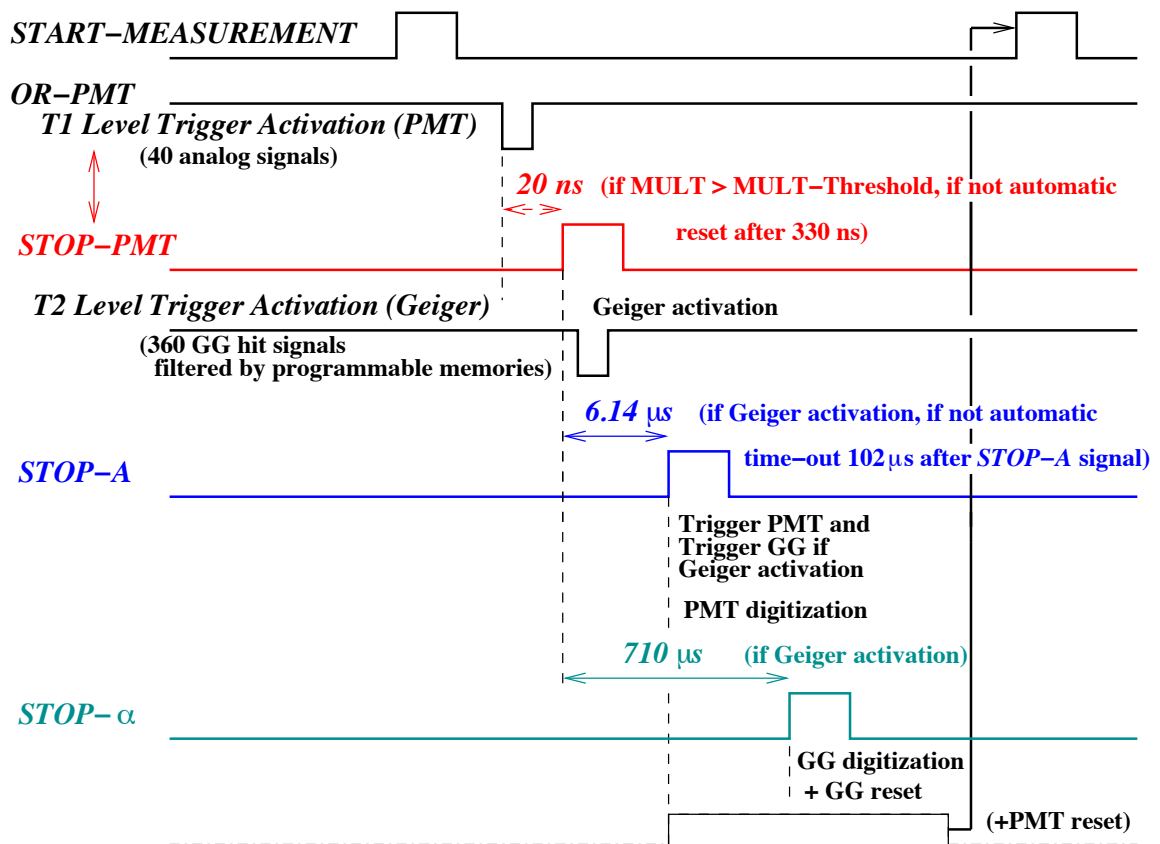 START−MEASUREMENT
OR−PMT
T1 Level Trigger Activation (PMT)
(40 analog signals)
20 ns (if MULT > MULT−Threshold, if not automatic
reset after 330 ns)
STOP−PMT
T2 Level Trigger Activation (Geiger)
Geiger activation
(360 GG hit signals
filtered by programmable memories)
6.14 μs (if Geiger activation, if not automatic
time−out 102μs after STOP−A signal)
STOP−A
Trigger PMT and
Trigger GG if
Geiger activation
PMT digitization
710 μs (if Geiger activation)
STOP− α
GG digitization
+ GG reset
(+PMT reset)